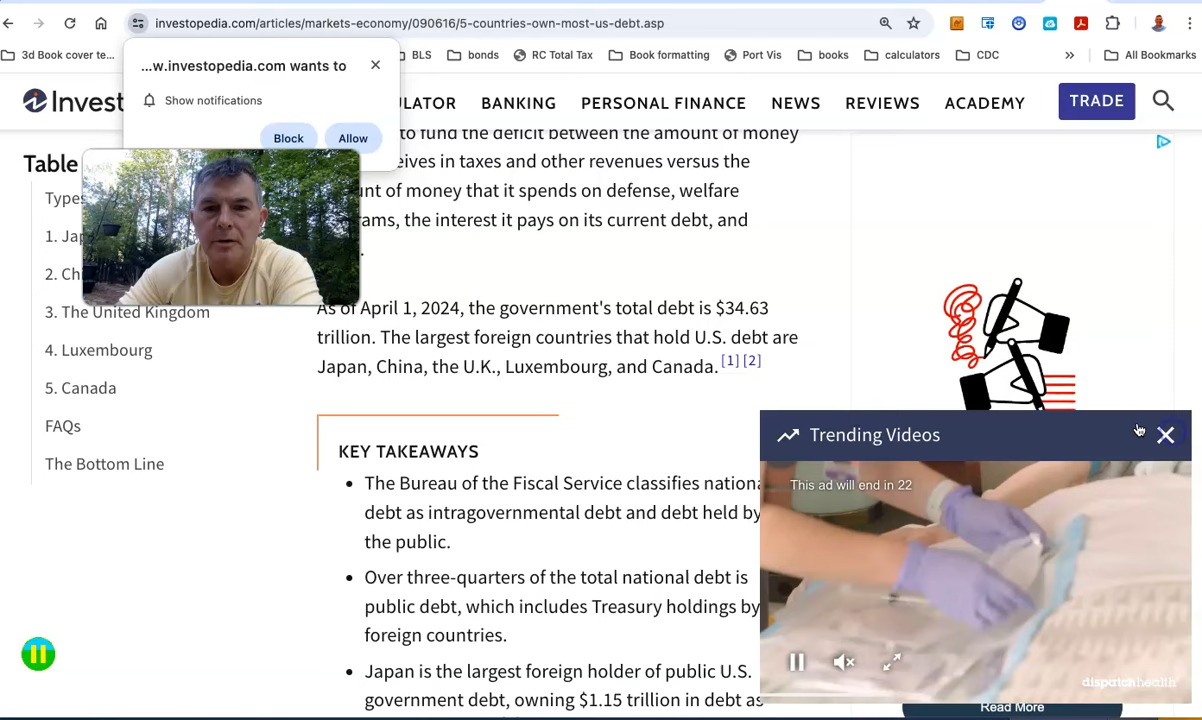 investopedia.com/articles/markets-economy/090616/5-countries-own-most-us-debt.asp
3d Book cover te...
BLS
bonds
RC Total Tax
Book formatting
Port Vis
books
calculators
CDC
»
All Bookmarks
...w.investopedia.com wants to
Show notifications
Block
Allow
Invest
ULATOR
BANKING
PERSONAL FINANCE
NEWS
REVIEWS
ACADEMY
TRADE
Table
Types
1. Jap
2. Chi
3. The United Kingdom
4. Luxembourg
5. Canada
FAQs
The Bottom Line
to fund the deficit between the amount of money
eives in taxes and other revenues versus the
unt of money that it spends on defense, welfare
rams, the interest it pays on its current debt, and
As of April 1, 2024, the government's total debt is $34.63
trillion. The largest foreign countries that hold U.S. debt are
Japan, China, the U.K., Luxembourg, and Canada. [1] [2]
KEY TAKEAWAYS
• The Bureau of the Fiscal Service classifies nationa
debt as intragovernmental debt and debt held by
the public.
• Over three-quarters of the total national debt is
public debt, which includes Treasury holdings by
foreign countries.
• Japan is the largest foreign holder of public U.S.
government debt, owning $1.15 trillion in debt as
Trending Videos
This ad will end in 22
dispatchhealth
Read More